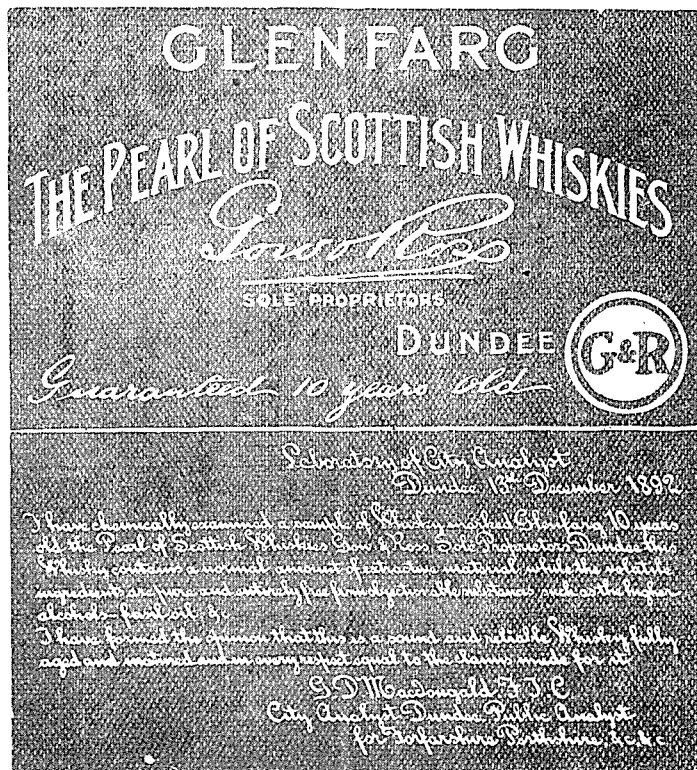 GLENFARG
THE PEARL OF SCOTTISH WHISKIES
Gow & Ross
SOLE PROPRIETORS
DUNDEE
G&R
Guaranteed 10 years old
Laboratory of City Analyst
Dundee 13th December 1892
I have chemically examined a sample of Whisky marked Glenfarg 10 years
old the Pearl of Scottish Whiskies Gow & Ross Sole Proprietor Dundee this
Whisky contains a normal amount of extractive material while the volatile
ingredients are pure and entirely free from objectionable substances such as the higher
alcohols fusel oil &
I have formed the opinion that this is a sound and reliable Whisky fully
aged and matured and in every respect equal to the claims made for it
G D Macdougald F I C
City Analyst Dundee Public Analyst
for Forfarshire Perthshire &c &c